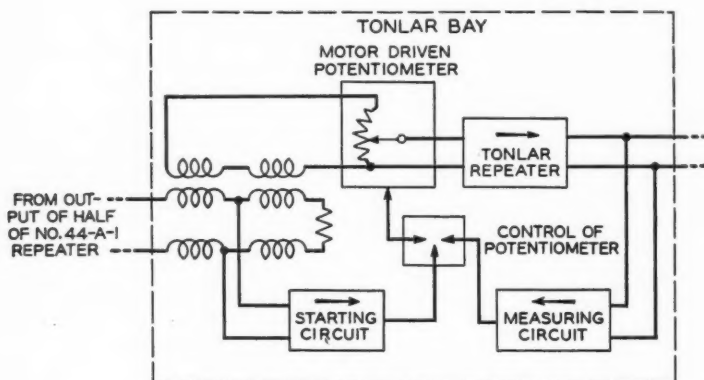 TONLAR BAY
MOTOR DRIVEN
POTENTIOMETER
TONLAR
REPEATER
FROM OUT-
PUT OF HALF
OF NO. 44-A-1
REPEATER
CONTROL OF
POTENTIOMETER
STARTING
CIRCUIT
MEASURING
CIRCUIT